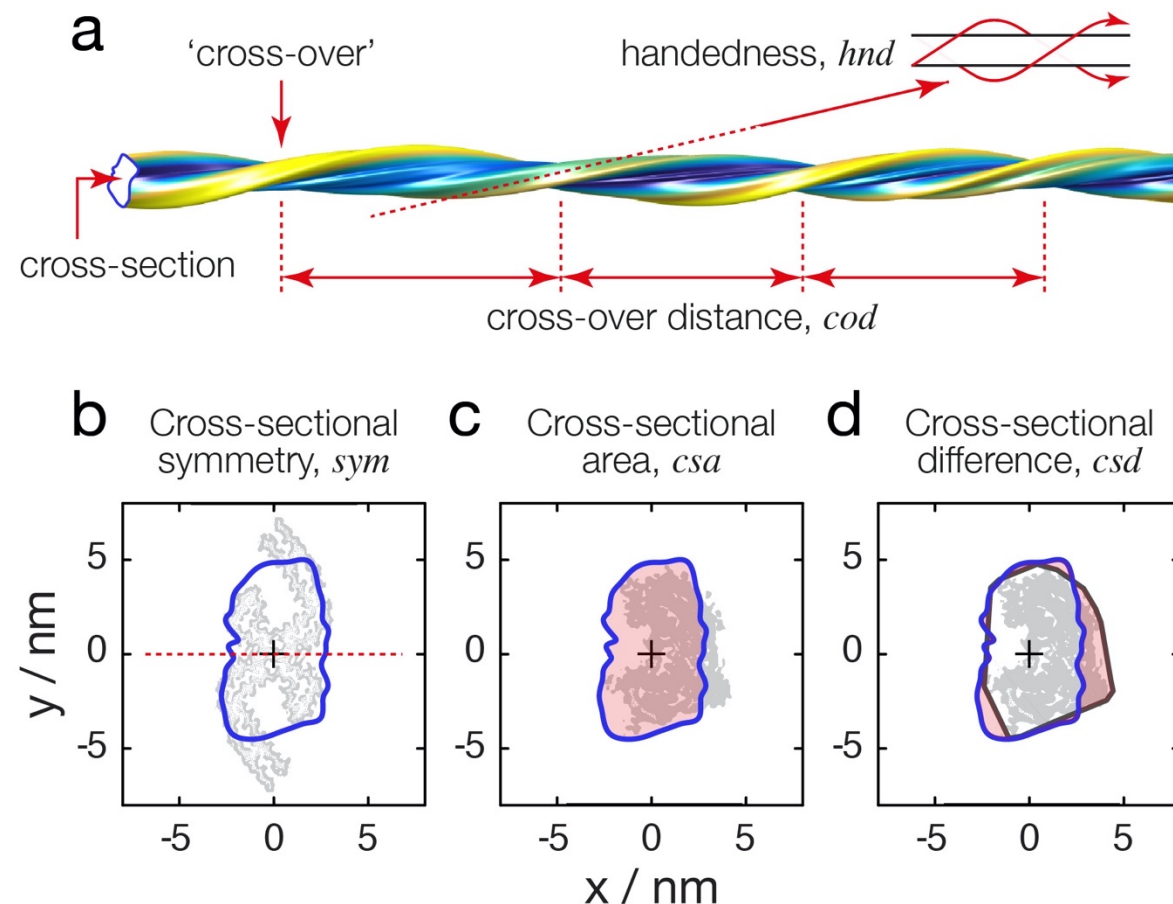 a
'cross-over'
handedness, hnd
cross-section
cross-over distance, cod
b
Cross-sectional
symmetry, sym
c
Cross-sectional
area, csa
d
Cross-sectional
difference, csd
y / nm
5
0
-5
-5
0
5
5
0
-5
-5
0
5
5
0
-5
-5
0
5
x / nm